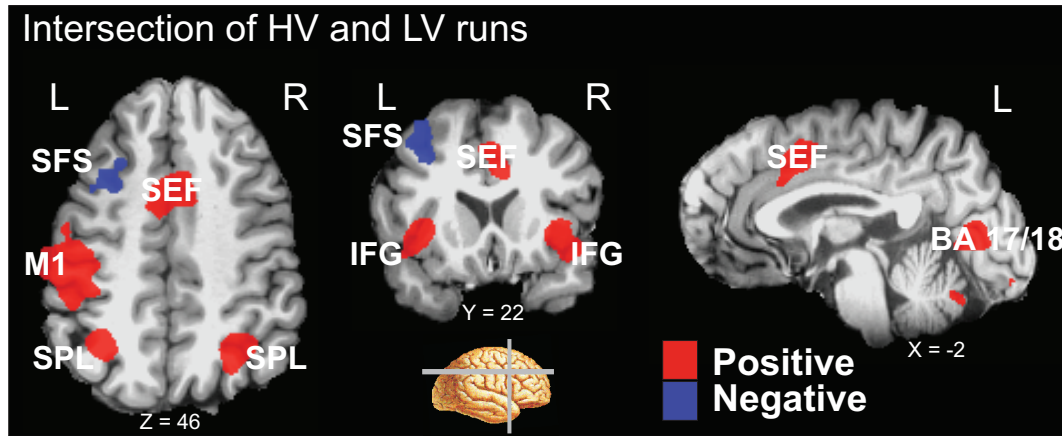 Intersection of HV and LV runs
L
R
SFS
SEF
M1
SPL
SPL
Z = 46
L
R
SFS
SEF
IFG
IFG
Y = 22
L
SEF
BA 17/18
X = -2
Positive
Negative